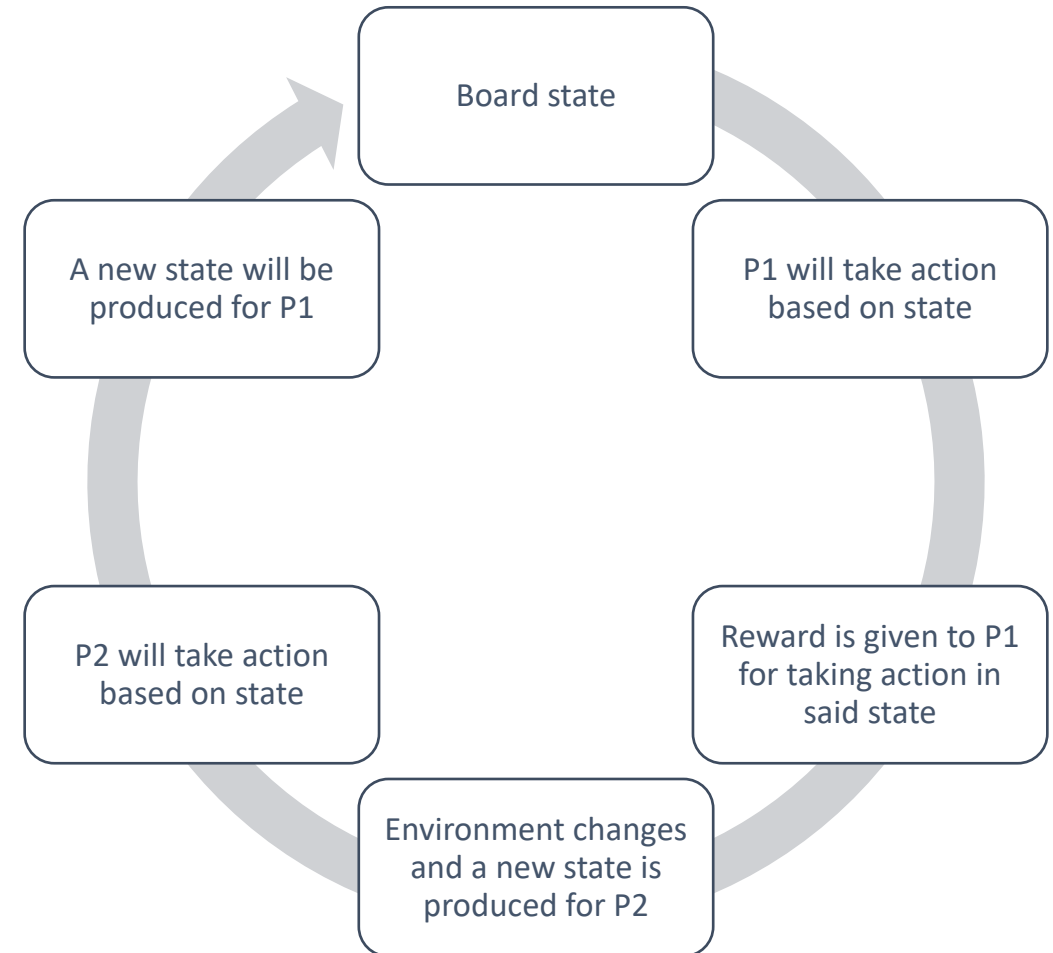 Board state
P1 will take action
based on state
Reward is given to P1
for taking action in
said state
Environment changes
and a new state is
produced for P2
P2 will take action
based on state
A new state will be
produced for P1